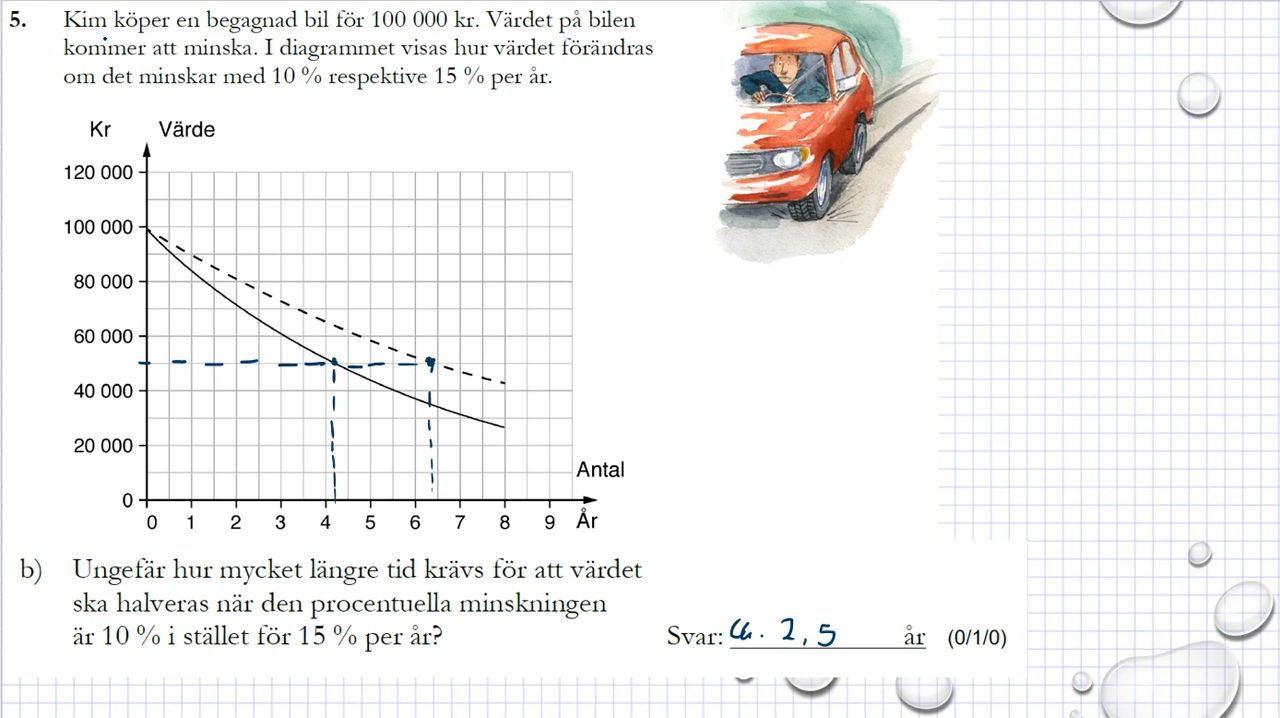 5. Kim köper en begagnad bil för 100 000 kr. Värdet på bilen
kommer att minska. I diagrammet visas hur värdet förändras
om det minskar med 10 % respektive 15 % per år.
Kr Värde
120 000
100 000
80 000
60 000
40 000
20 000
0
Antal
0 1 2 3 4 5 6 7 8 9 År
b) Ungefär hur mycket längre tid krävs för att värdet
ska halveras när den procentuella minskningen
är 10 % i stället för 15 % per år?
Svar: ca. 2,5 år (0/1/0)